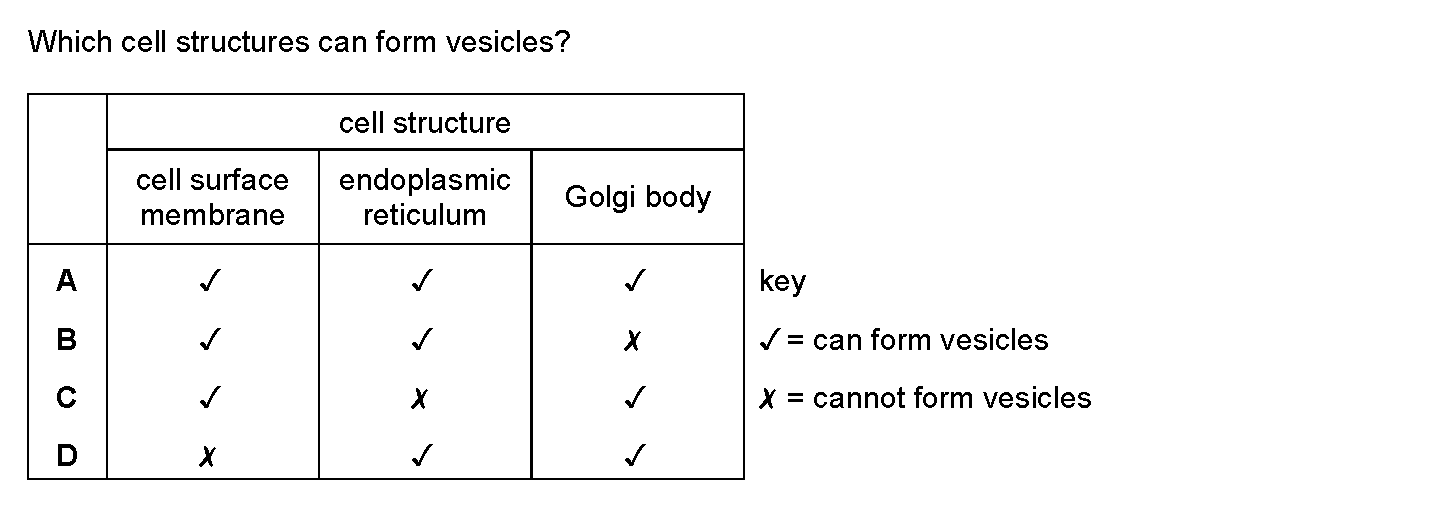 Which cell structures can form vesicles?
cell structure
cell surface membrane endoplasmic reticulum Golgi body
A ✓ ✓ ✓ key
B ✓ ✓ ✗ ✓ = can form vesicles
C ✓ ✗ ✓ ✗ = cannot form vesicles
D ✗ ✓ ✓